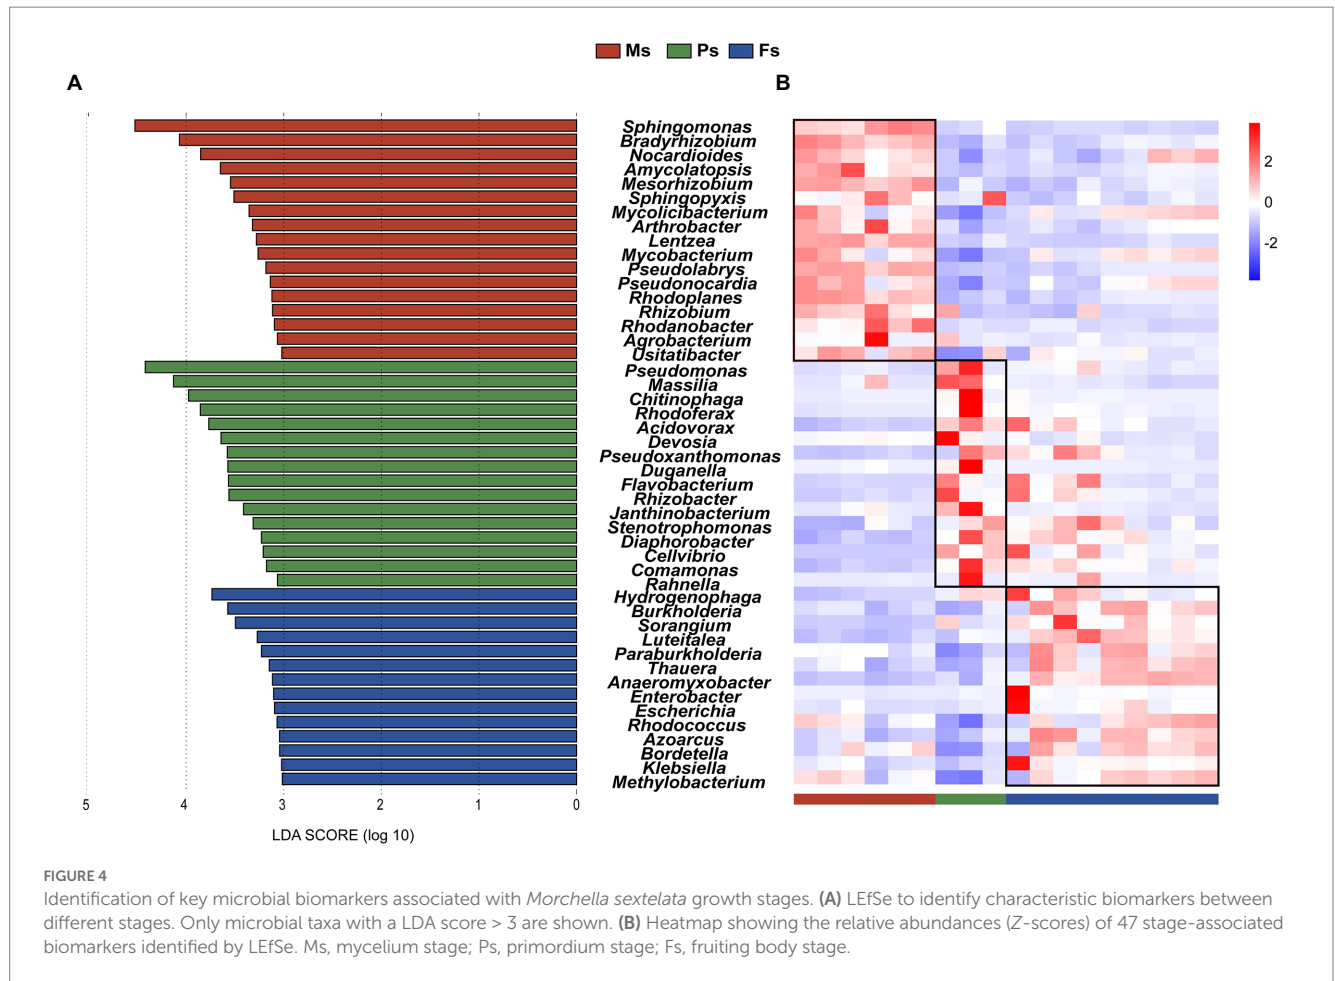 Ms Ps Fs
A
B
Sphingomonas
Bradyrhizobium
Nocardioides
Amycolatopsis
Mesorhizobium
Sphingopyxis
Mycolicibacterium
Arthrobacter
Lentzea
Mycobacterium
Pseudolabrys
Pseudonocardia
Rhodoplanes
Rhizobium
Rhodanobacter
Agrobacterium
Usitatibacter
Pseudomonas
Massilia
Chitinophaga
Rhodoferax
Acidovorax
Devosia
Pseudoxanthomonas
Duganella
Flavobacterium
Rhizobacter
Janthinobacterium
Stenotrophomonas
Diaphorobacter
Cellvibrio
Comamonas
Rahnella
Hydrogenophaga
Burkholderia
Sorangium
Luteitalea
Paraburkholderia
Thauera
Anaeromyxobacter
Enterobacter
Escherichia
Rhodococcus
Azoarcus
Bordetella
Klebsiella
Methylobacterium
2
0
-2
5 4 3 2 1 0
LDA SCORE (log 10)
FIGURE 4
Identification of key microbial biomarkers associated with Morchella sextelata growth stages. (A) LEfSe to identify characteristic biomarkers between
different stages. Only microbial taxa with a LDA score > 3 are shown. (B) Heatmap showing the relative abundances (Z-scores) of 47 stage-associated
biomarkers identified by LEfSe. Ms, mycelium stage; Ps, primordium stage; Fs, fruiting body stage.